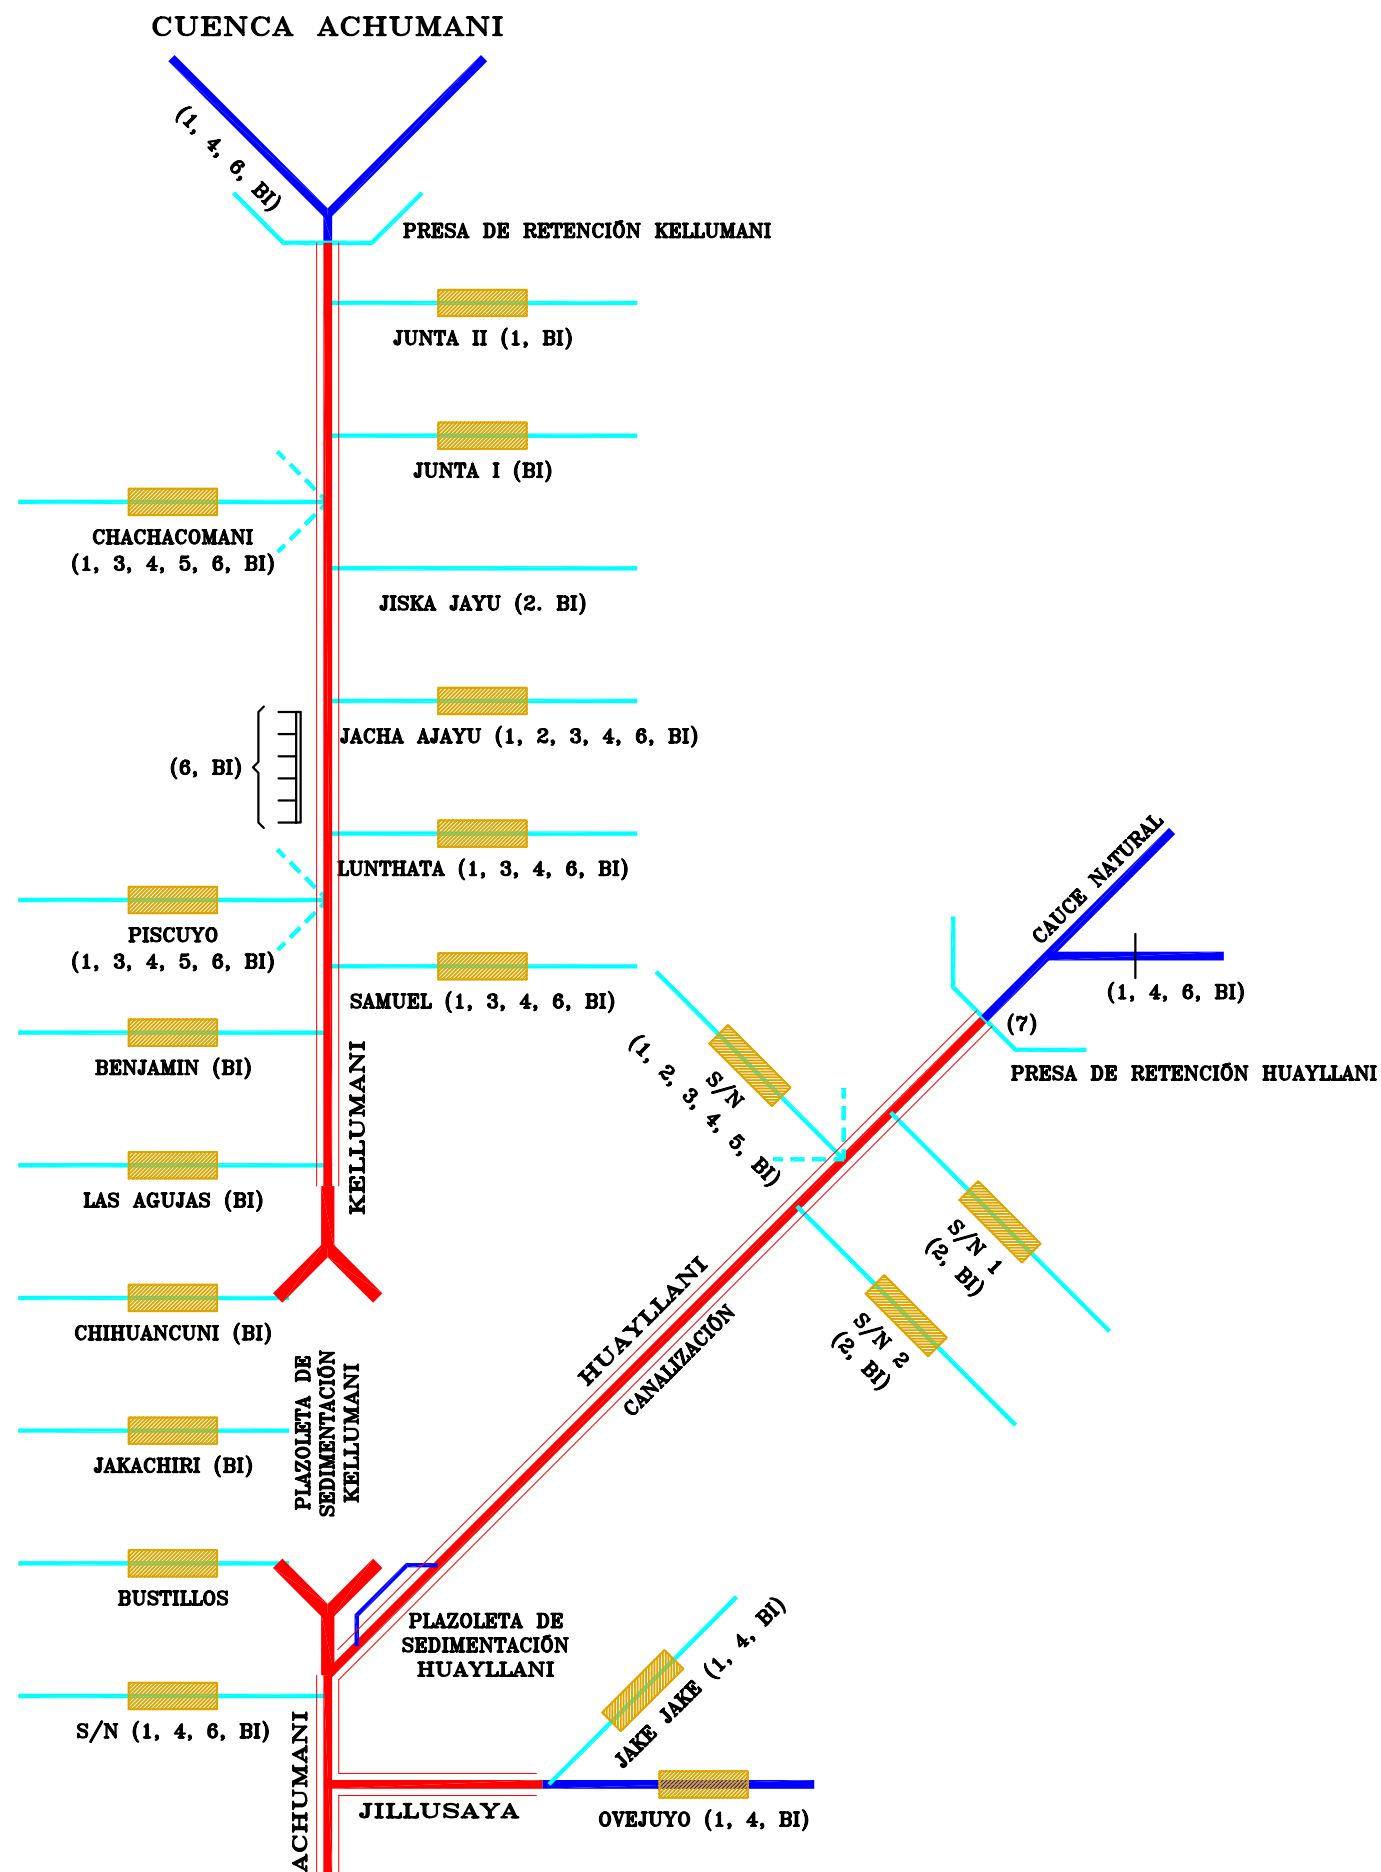 CUENCA ACHUMANI
(1, 4, 6, BI)
PRESA DE RETENCIÓN KELLUMANI
JUNTA II (1, BI)
JUNTA I (BI)
CHACHACOMANI
(1, 3, 4, 5, 6, BI)
JISKA JAYU (2. BI)
JACHA AJAYU (1, 2, 3, 4, 6, BI)
(6, BI)
LUNTHATA (1, 3, 4, 6, BI)
PISCUYO
(1, 3, 4, 5, 6, BI)
SAMUEL (1, 3, 4, 6, BI)
BENJAMIN (BI)
KELLUMANI
LAS AGUJAS (BI)
CHIHUANCUNI (BI)
PLAZOLETA DE
SEDIMENTACIÓN
KELLUMANI
JAKACHIRI (BI)
BUSTILLOS
S/N (1, 4, 6, BI)
ACHUMANI
CAUCE NATURAL
(1, 4, 6, BI)
(7)
PRESA DE RETENCIÓN HUAYLLANI
S/N
(1, 2, 3, 4, 5, BI)
S/N 1
(2, BI)
S/N 2
(2, BI)
HUAYLLANI
CANALIZACIÓN
PLAZOLETA DE
SEDIMENTACIÓN
HUAYLLANI
JAKE JAKE (1, 4, BI)
JILLUSAYA
OVEJUYO (1, 4, BI)